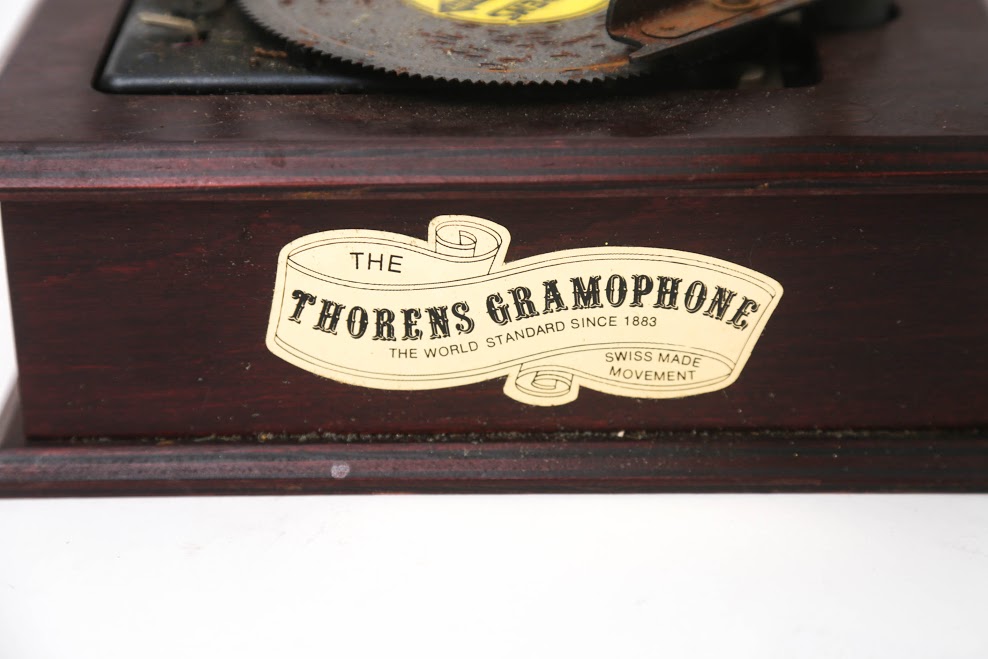 THE
THORENS GRAMOPHONE
THE WORLD STANDARD SINCE 1883
SWISS MADE
MOVEMENT